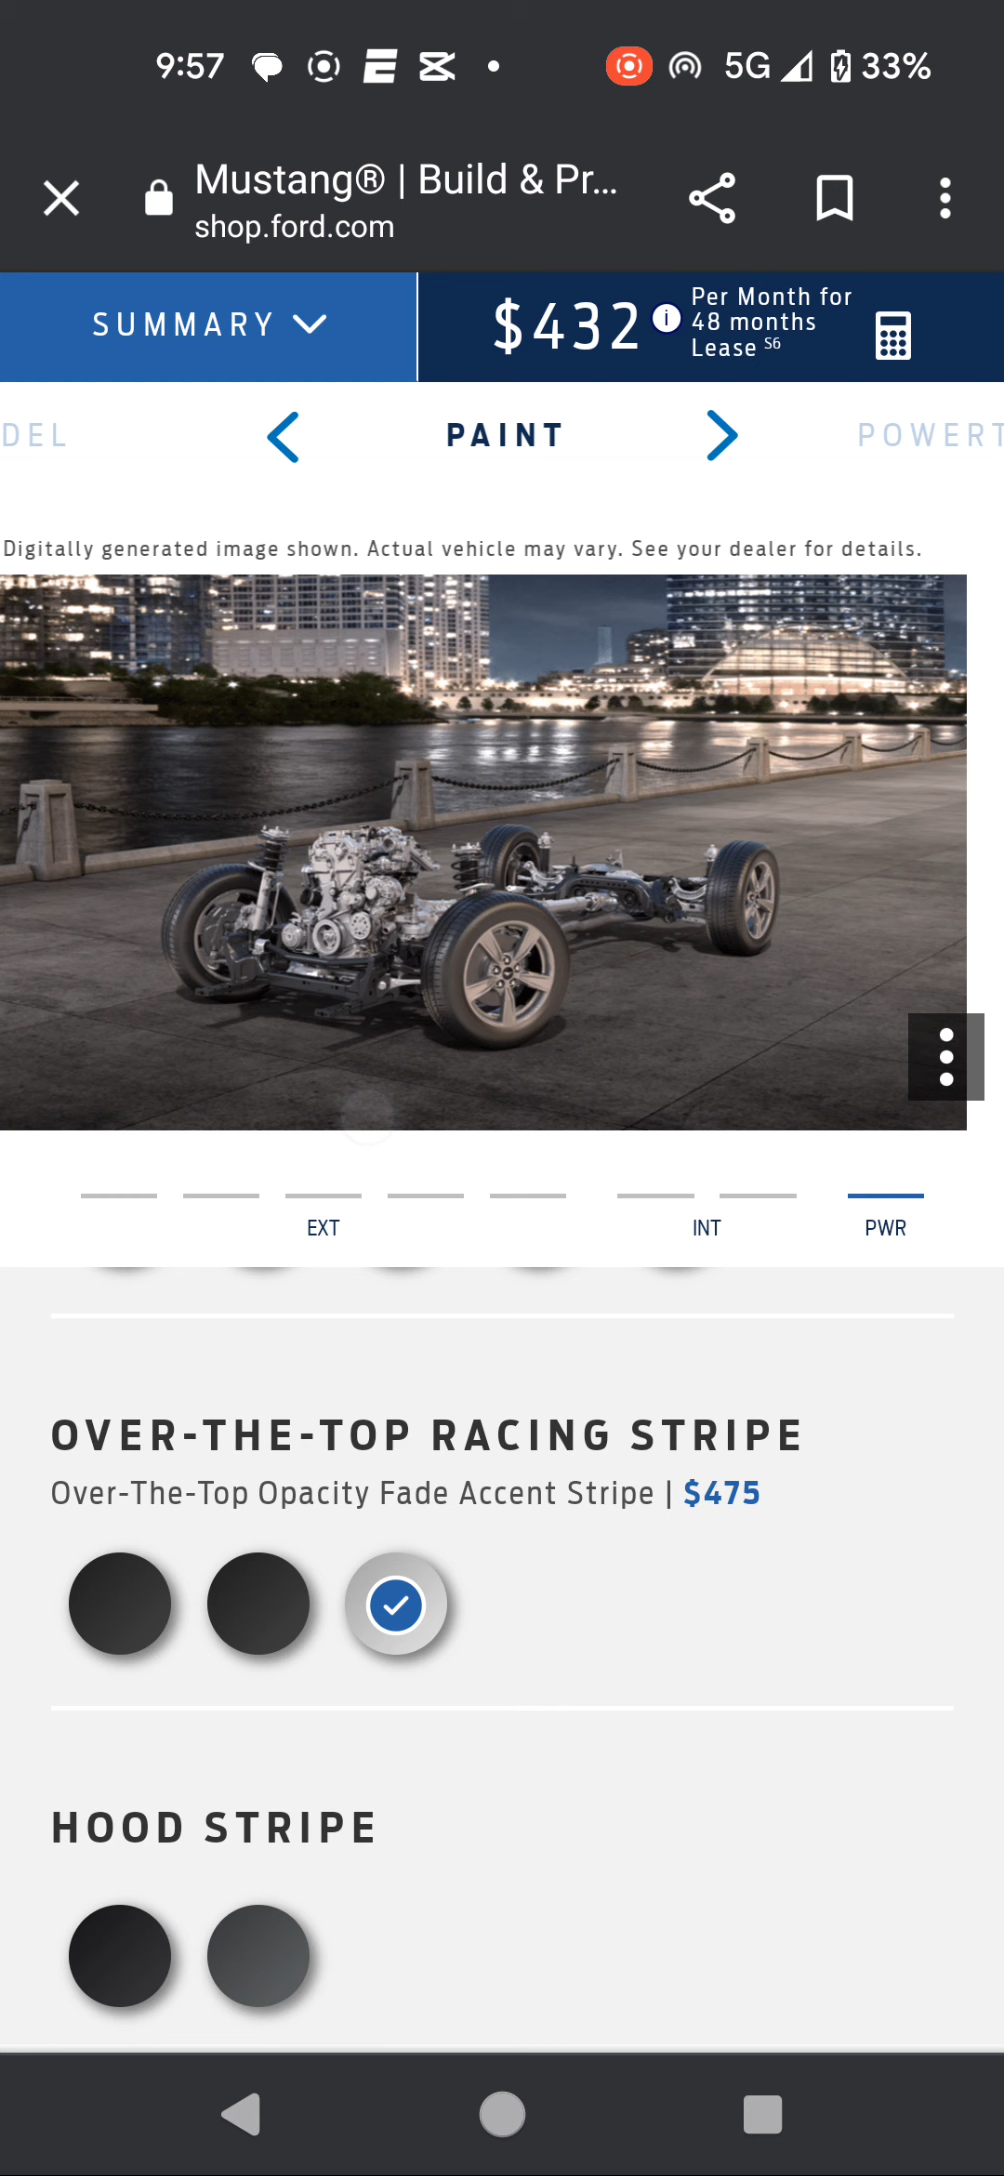 9:57
5G
33%
Mustang® | Build & Pr...
shop.ford.com
SUMMARY
$432
Per Month for
48 months
Lease S6
DEL
PAINT
POWERT
Digitally generated image shown. Actual vehicle may vary. See your dealer for details.
EXT
INT
PWR
OVER-THE-TOP RACING STRIPE
Over-The-Top Opacity Fade Accent Stripe | $475
HOOD STRIPE